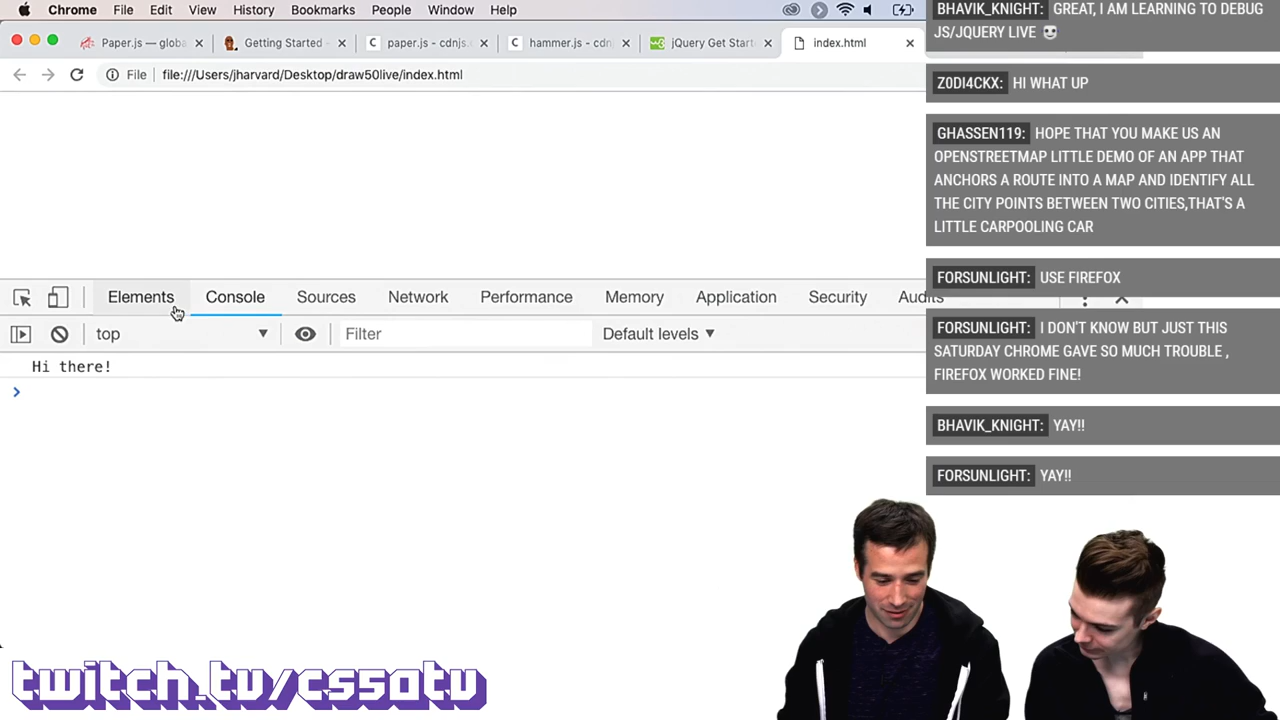 Chrome File Edit View History Bookmarks People Window Help
Paper.js — globa Getting Started - paper.js - cdnjs.c hammer.js - cdn jQuery Get Start index.html
File file:///Users/jharvard/Desktop/draw50live/index.html
Elements Console Sources Network Performance Memory Application Security Audits
top Filter Default levels
Hi there!
BHAVIK_KNIGHT: GREAT, I AM LEARNING TO DEBUG
JS/JQUERY LIVE
Z0DI4CKX: HI WHAT UP
GHASSEN119: HOPE THAT YOU MAKE US AN
OPENSTREETMAP LITTLE DEMO OF AN APP THAT
ANCHORS A ROUTE INTO A MAP AND IDENTIFY ALL
THE CITY POINTS BETWEEN TWO CITIES,THAT'S A
LITTLE CARPOOLING CAR
FORSUNLIGHT: USE FIREFOX
FORSUNLIGHT: I DON'T KNOW BUT JUST THIS
SATURDAY CHROME GAVE SO MUCH TROUBLE ,
FIREFOX WORKED FINE!
BHAVIK_KNIGHT: YAY!!
FORSUNLIGHT: YAY!!
twitch.tv/cs50tv